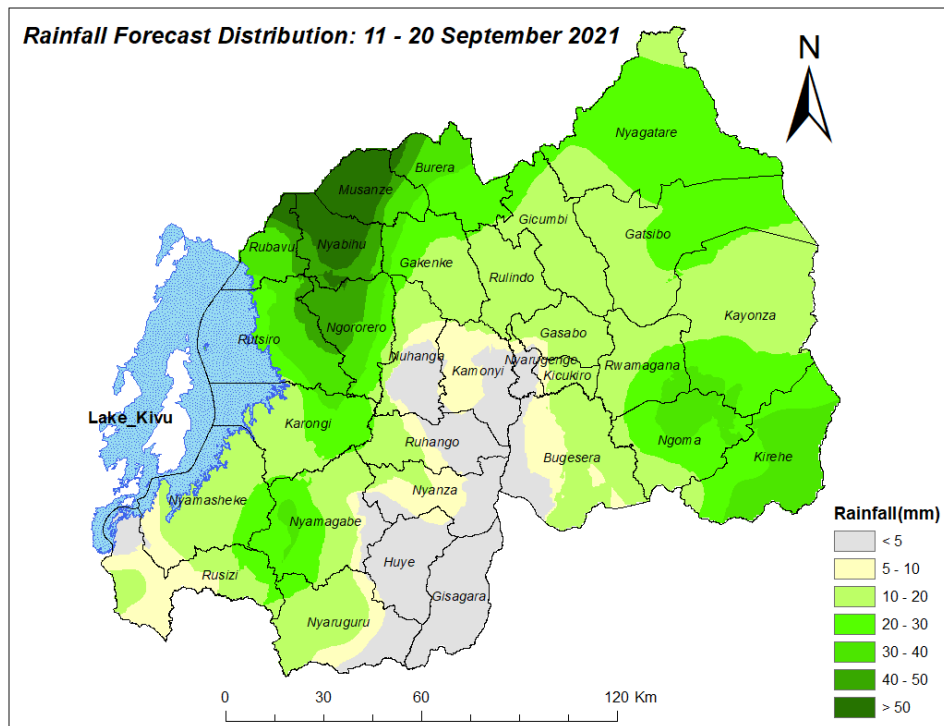 Rainfall Forecast Distribution: 11 - 20 September 2021
N
Nyagatare
Burera
Musanze
Gicumbi
Gatsibo
Rubavu
Nyabihu
Gakenke
Rulindo
Kayonza
Rutsiro
Ngororero
Gasabo
Muhanga
Nyarugenge
Kamonyi
Kicukiro
Rwamagana
Lake_Kivu
Karongi
Ruhango
Ngoma
Kirehe
Bugesera
Nyamasheke
Nyanza
Nyamagabe
Huye
Rusizi
Gisagara
Nyaruguru
Rainfall(mm)
< 5
5 - 10
10 - 20
20 - 30
30 - 40
40 - 50
> 50
0 30 60 120 Km